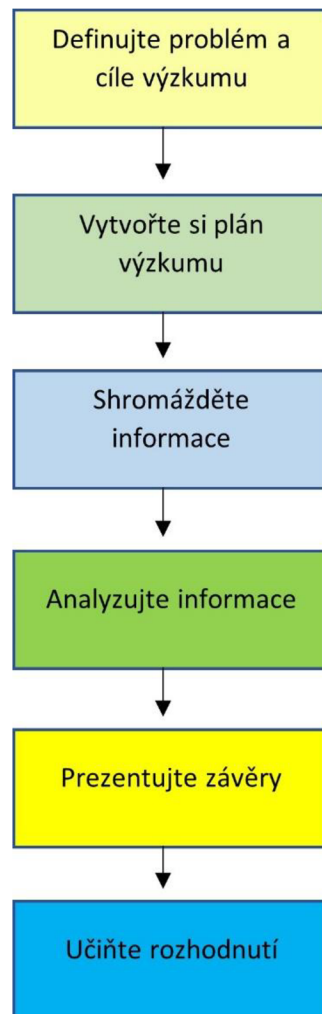 Definujte problém a
cíle výzkumu
Vytvořte si plán
výzkumu
Shromážděte
informace
Analyzujte informace
Prezentujte závěry
Učiňte rozhodnutí